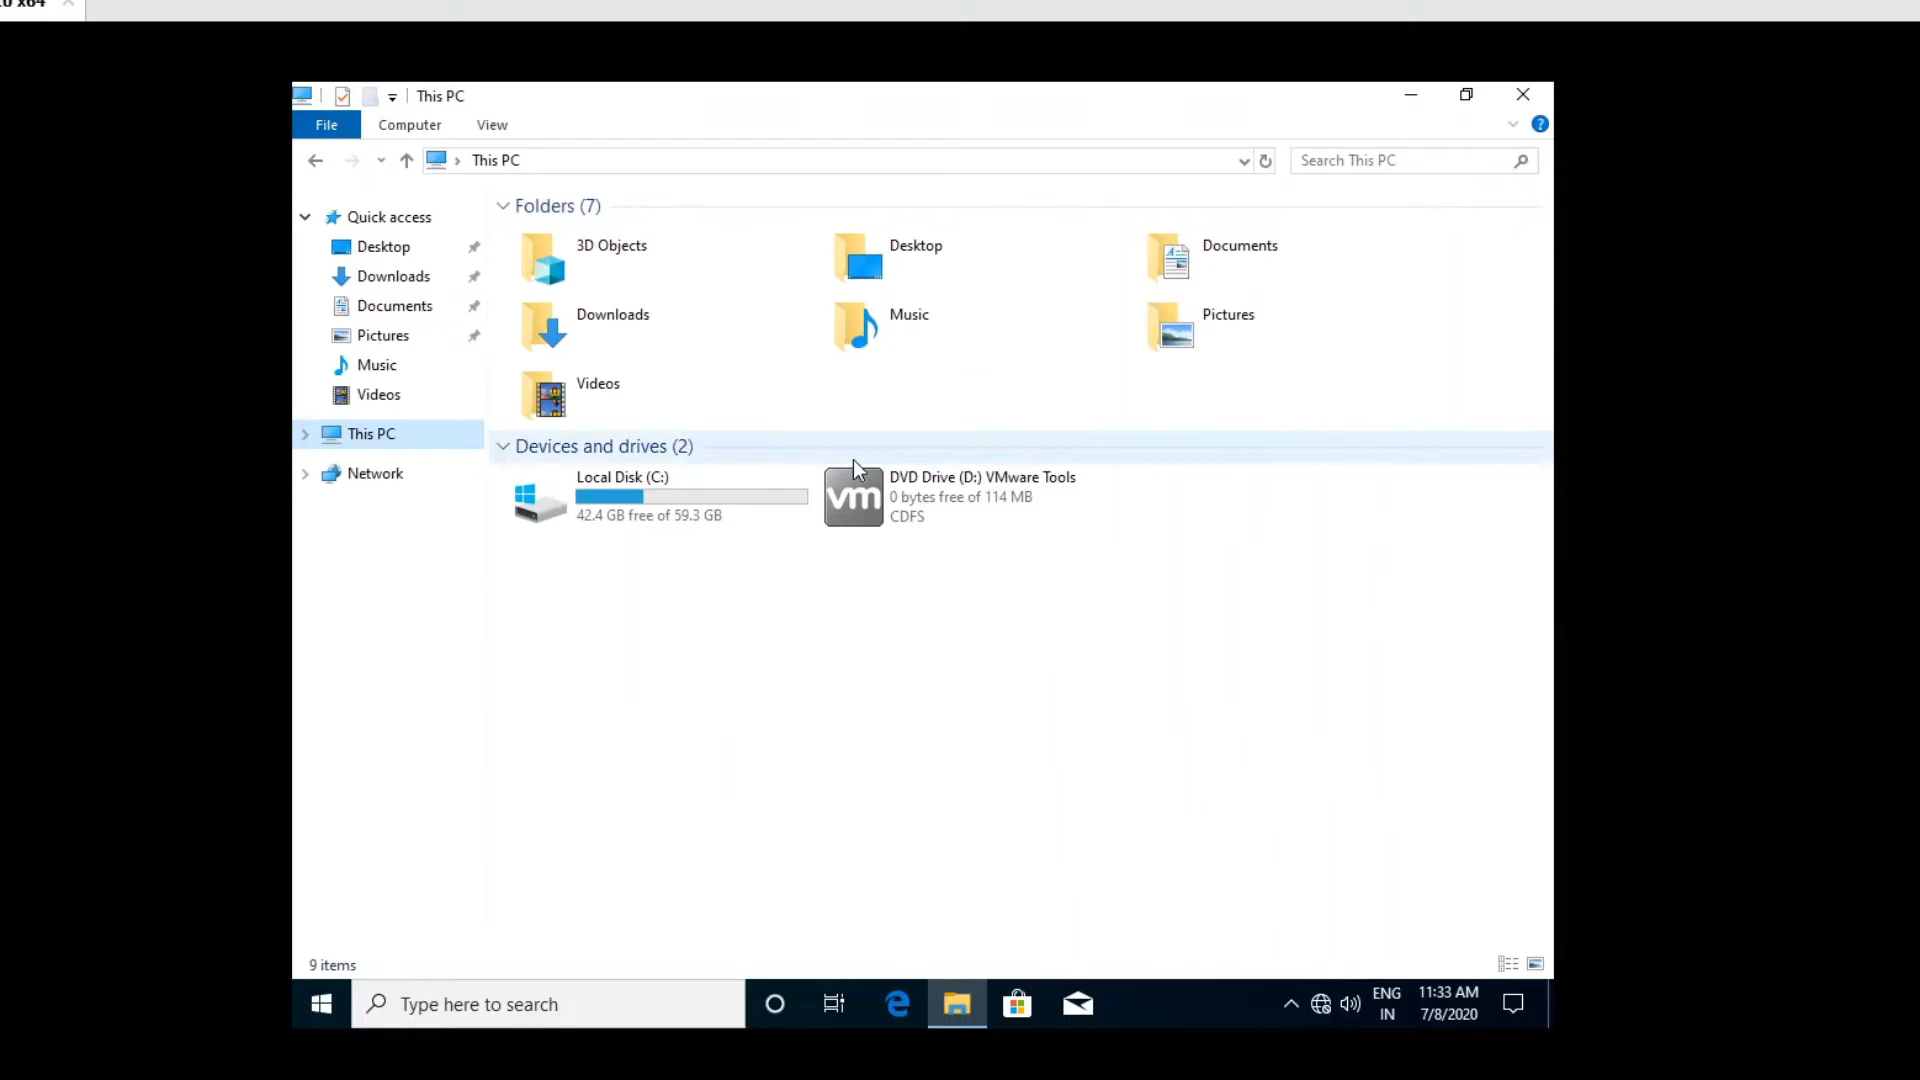 This PC
File
Computer
View
This PC
Search This PC
Quick access
Desktop
Downloads
Documents
Pictures
Music
Videos
This PC
Network
Folders (7)
3D Objects
Desktop
Documents
Downloads
Music
Pictures
Videos
Devices and drives (2)
Local Disk (C:)
42.4 GB free of 59.3 GB
vm
DVD Drive (D:) VMware Tools
0 bytes free of 114 MB
CDFS
9 items
Type here to search
ENG
IN
11:33 AM
7/8/2020